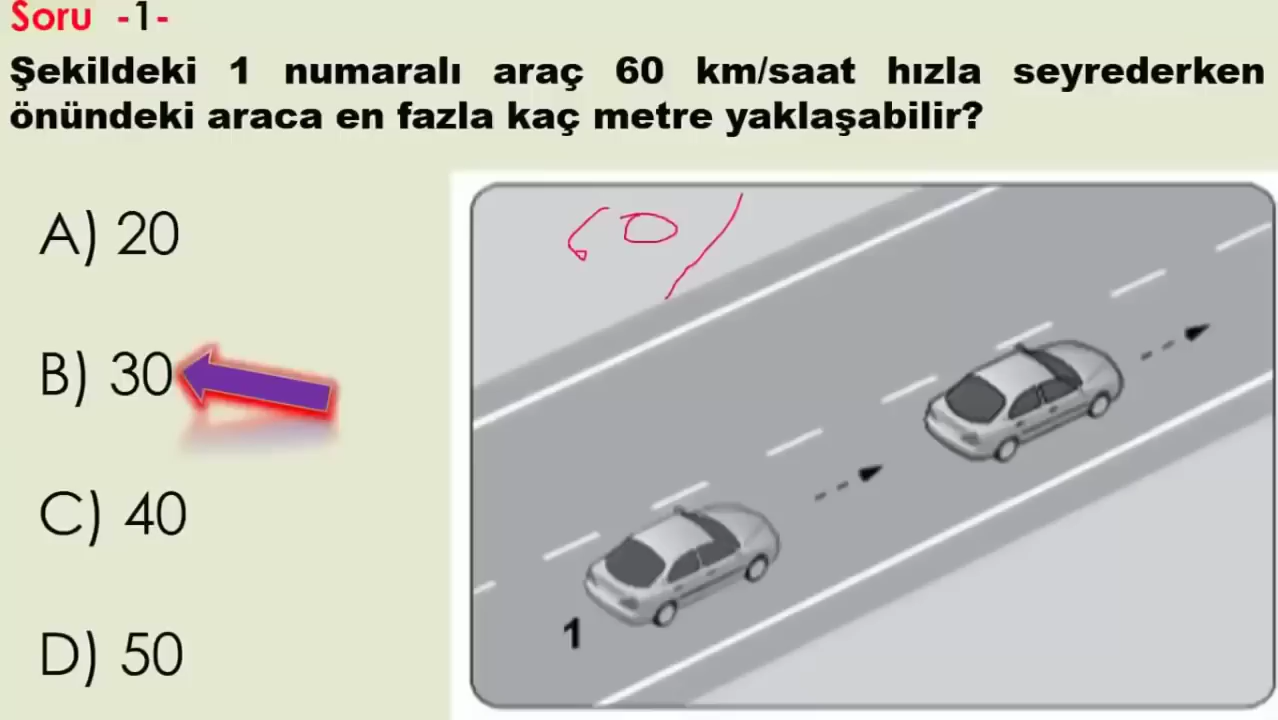 Soru -1-
Şekildeki 1 numaralı araç 60 km/saat hızla seyrederken
önündeki araca en fazla kaç metre yaklaşabilir?
A) 20
B) 30
C) 40
D) 50
60/
1